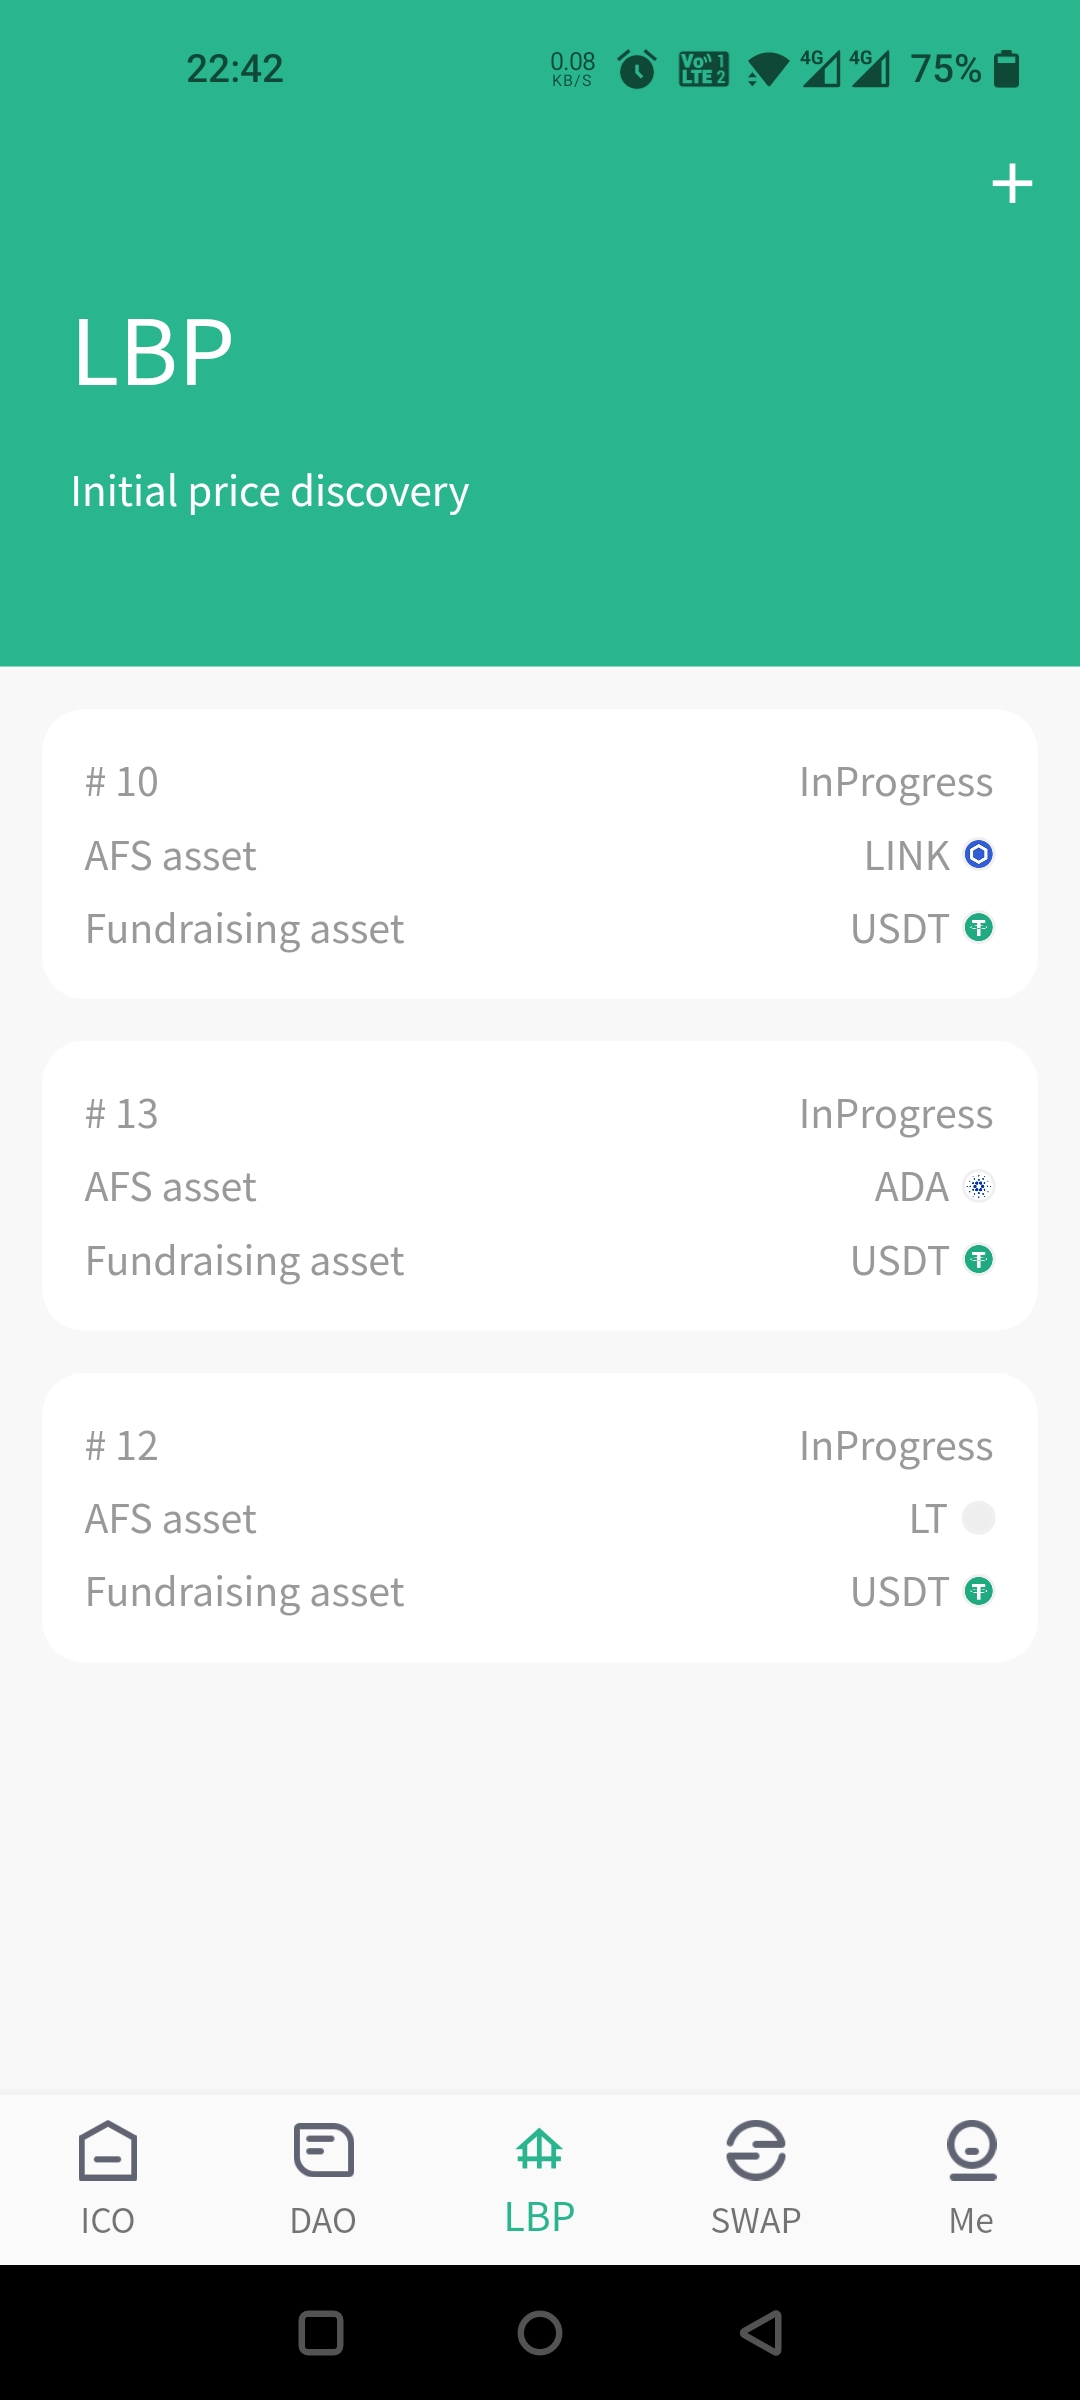 22:42 0.08 KB/S Vo LTE 1 2 4G 4G 75%
LBP
Initial price discovery
# 10 InProgress
AFS asset LINK
Fundraising asset USDT
# 13 InProgress
AFS asset ADA
Fundraising asset USDT
# 12 InProgress
AFS asset LT
Fundraising asset USDT
ICO DAO LBP SWAP Me